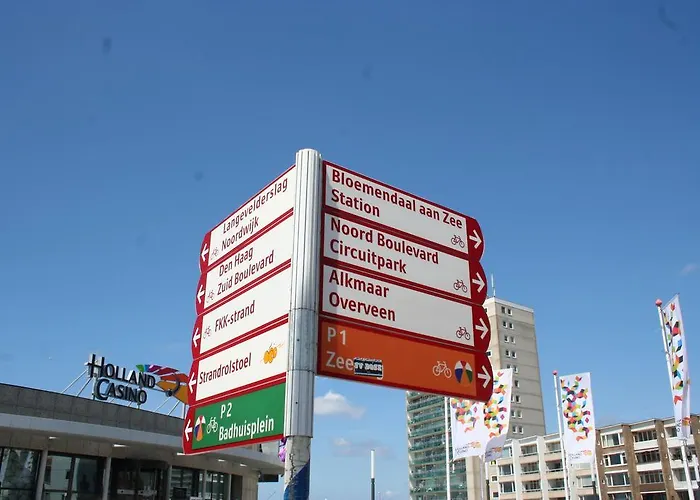 Langevelderslag
Noordwijk
Den Haag
Zuid Boulevard
FKK-strand
Strandrolstoel
P2
Badhuisplein
Bloemendaal aan Zee
Station
Noord Boulevard
Circuitpark
Alkmaar
Overveen
P1
Zee
HOLLAND
CASINO